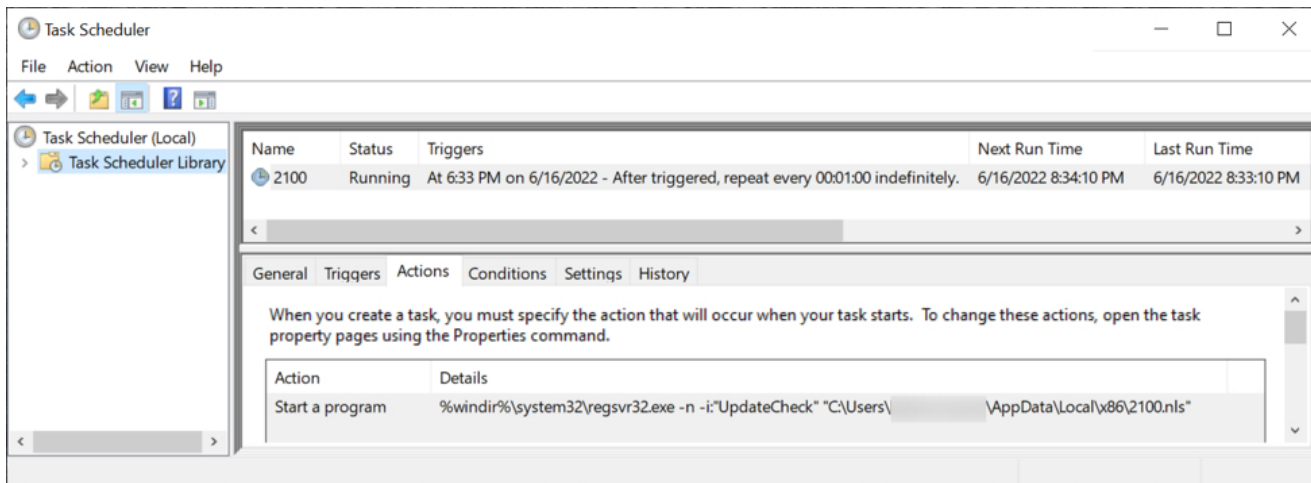 Task Scheduler
File Action View Help
Task Scheduler (Local)
Task Scheduler Library
Name Status Triggers Next Run Time Last Run Time
2100 Running At 6:33 PM on 6/16/2022 - After triggered, repeat every 00:01:00 indefinitely. 6/16/2022 8:34:10 PM 6/16/2022 8:33:10 PM
General Triggers Actions Conditions Settings History
When you create a task, you must specify the action that will occur when your task starts. To change these actions, open the task
property pages using the Properties command.
Action Details
Start a program %windir%\system32\regsvr32.exe -n -i:"UpdateCheck" "C:\Users\ \AppData\Local\x86\2100.nls"